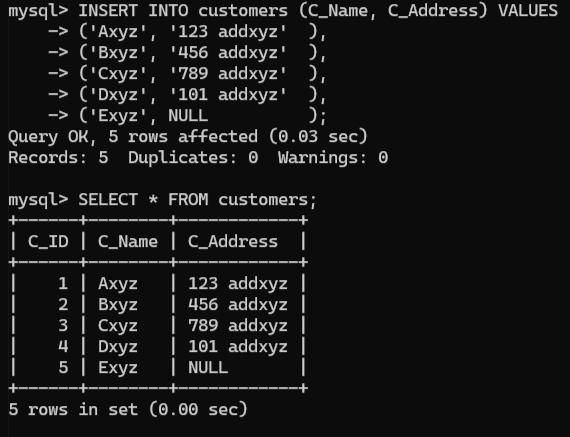 mysql> INSERT INTO customers (C_Name, C_Address) VALUES
    -> ('Axyz', '123 addxyz'  ),
    -> ('Bxyz', '456 addxyz'  ),
    -> ('Cxyz', '789 addxyz'  ),
    -> ('Dxyz', '101 addxyz'  ),
    -> ('Exyz', NULL          );
Query OK, 5 rows affected (0.03 sec)
Records: 5  Duplicates: 0  Warnings: 0

mysql> SELECT * FROM customers;
+------+--------+------------+
| C_ID | C_Name | C_Address  |
+------+--------+------------+
|    1 | Axyz   | 123 addxyz |
|    2 | Bxyz   | 456 addxyz |
|    3 | Cxyz   | 789 addxyz |
|    4 | Dxyz   | 101 addxyz |
|    5 | Exyz   | NULL       |
+------+--------+------------+
5 rows in set (0.00 sec)